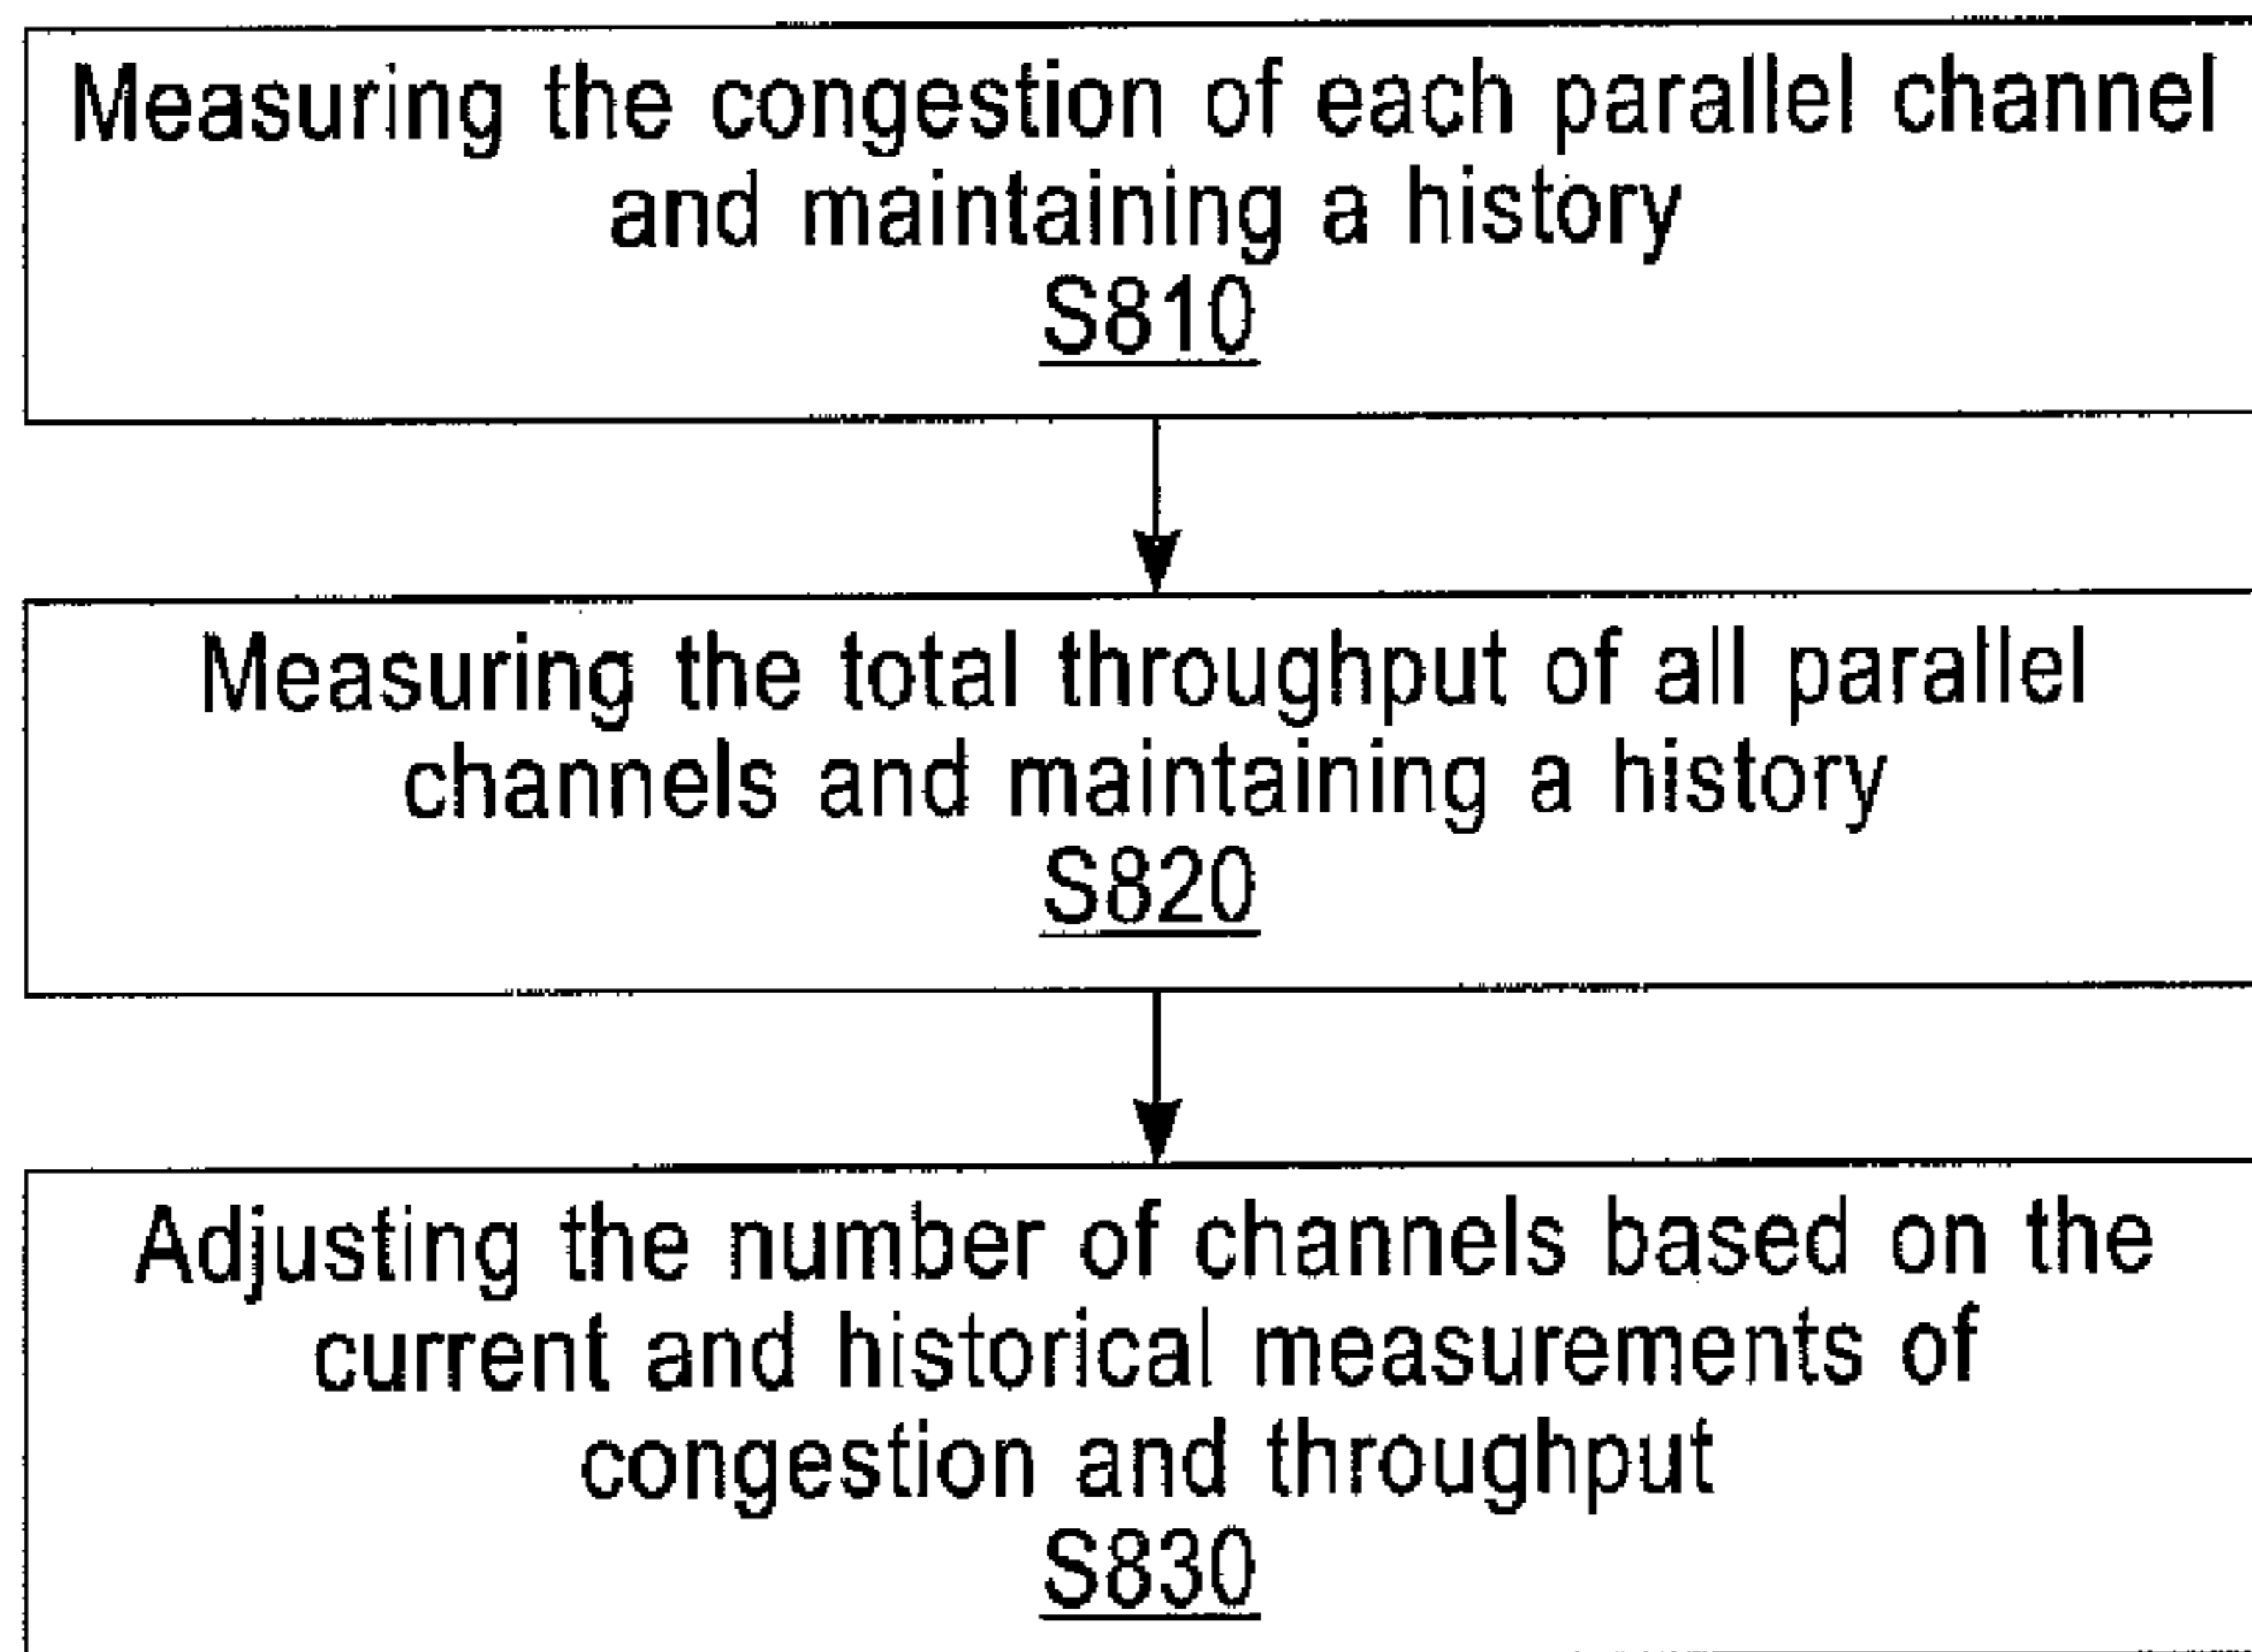 Measuring the congestion of each parallel channel
and maintaining a history
S810
Measuring the total throughput of all parallel
channels and maintaining a history
S820
Adjusting the number of channels based on the
current and historical measurements of
congestion and throughput
S830